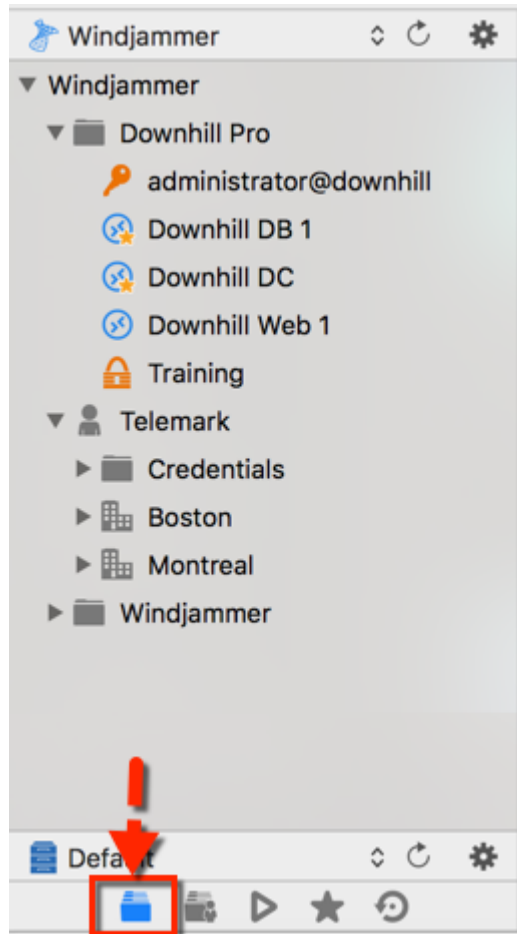 Windjammer
Windjammer
Downhill Pro
administrator@downhill
Downhill DB 1
Downhill DC
Downhill Web 1
Training
Telemark
Credentials
Boston
Montreal
Windjammer
Default